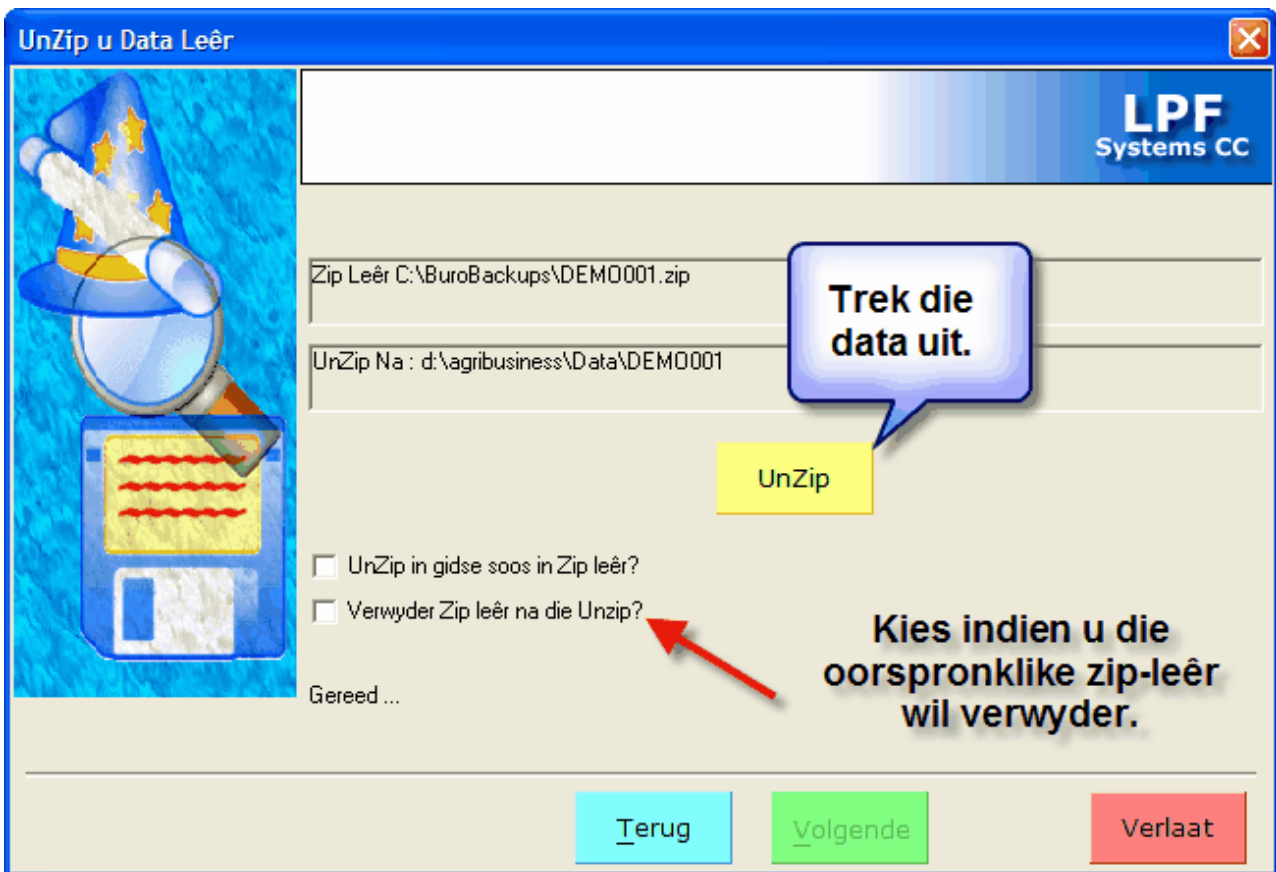 UnZip u Data Leêr
LPF
Systems CC
Zip Leêr C:\BuroBackups\DEMO001.zip
UnZip Na : d:\agribusiness\Data\DEMO001
Trek die
data uit.
UnZip
UnZip in gidse soos in Zip leêr?
Verwyder Zip leêr na die Unzip?
Kies indien u die
oorspronklike zip-leêr
wil verwyder.
Gereed ...
Terug
Volgende
Verlaat